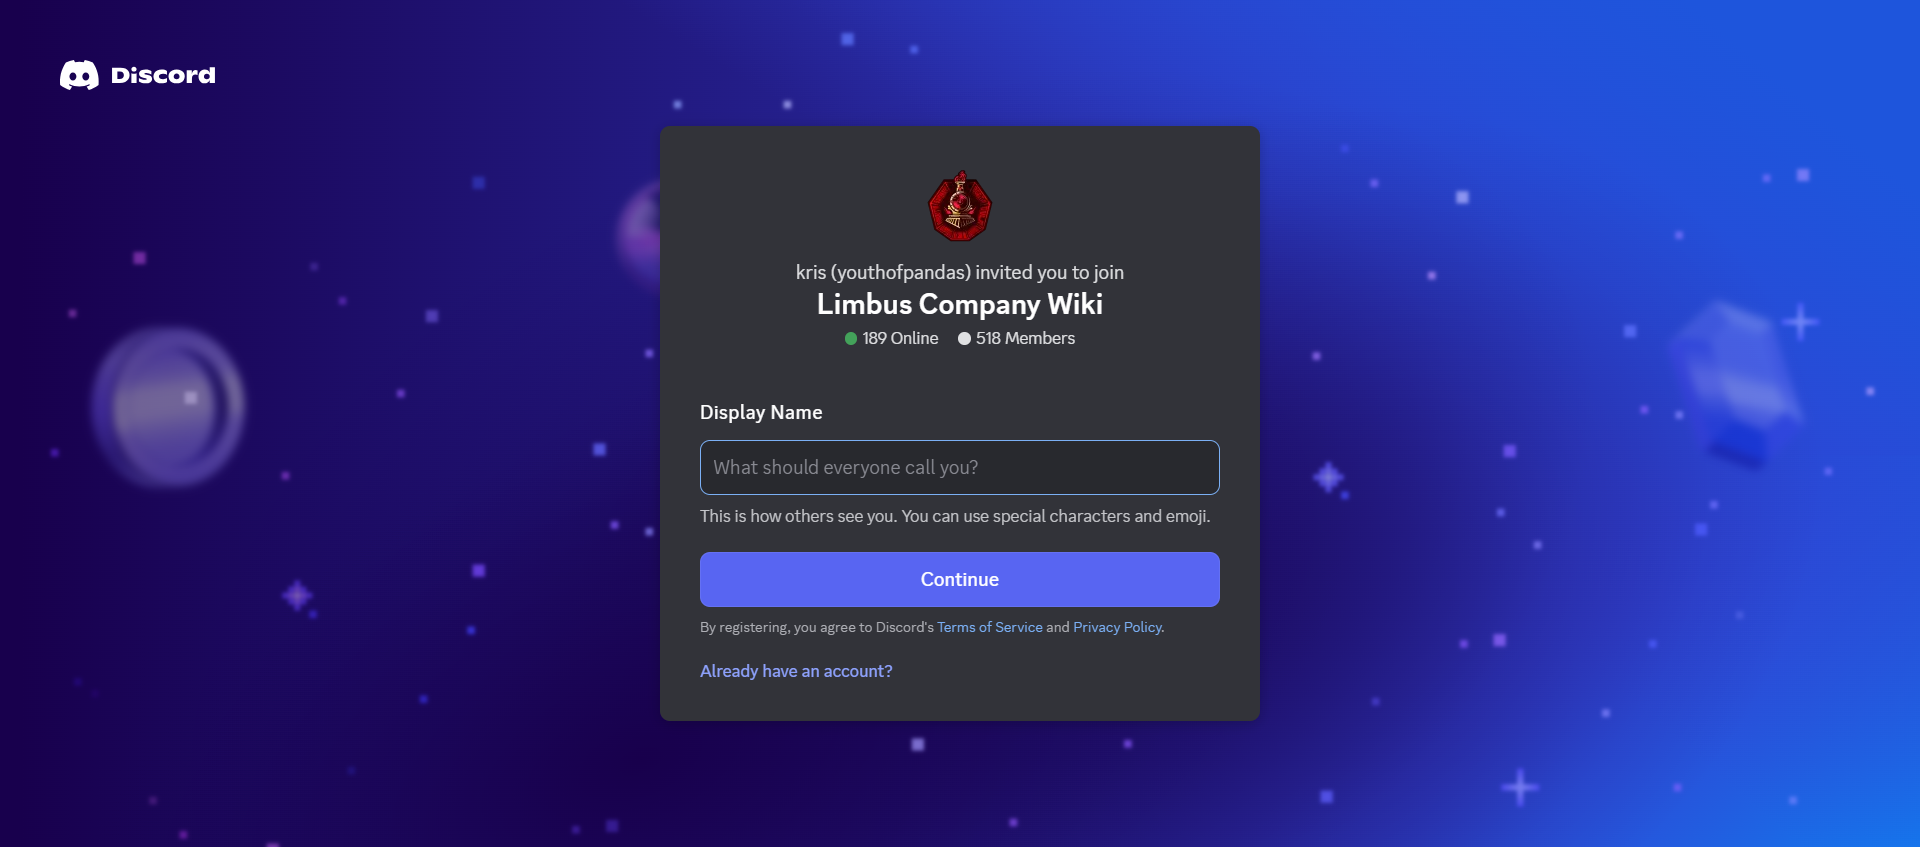 Discord
kris (youthofpandas) invited you to join
Limbus Company Wiki
189 Online 518 Members
Display Name
What should everyone call you?
This is how others see you. You can use special characters and emoji.
Continue
By registering, you agree to Discord's Terms of Service and Privacy Policy.
Already have an account?